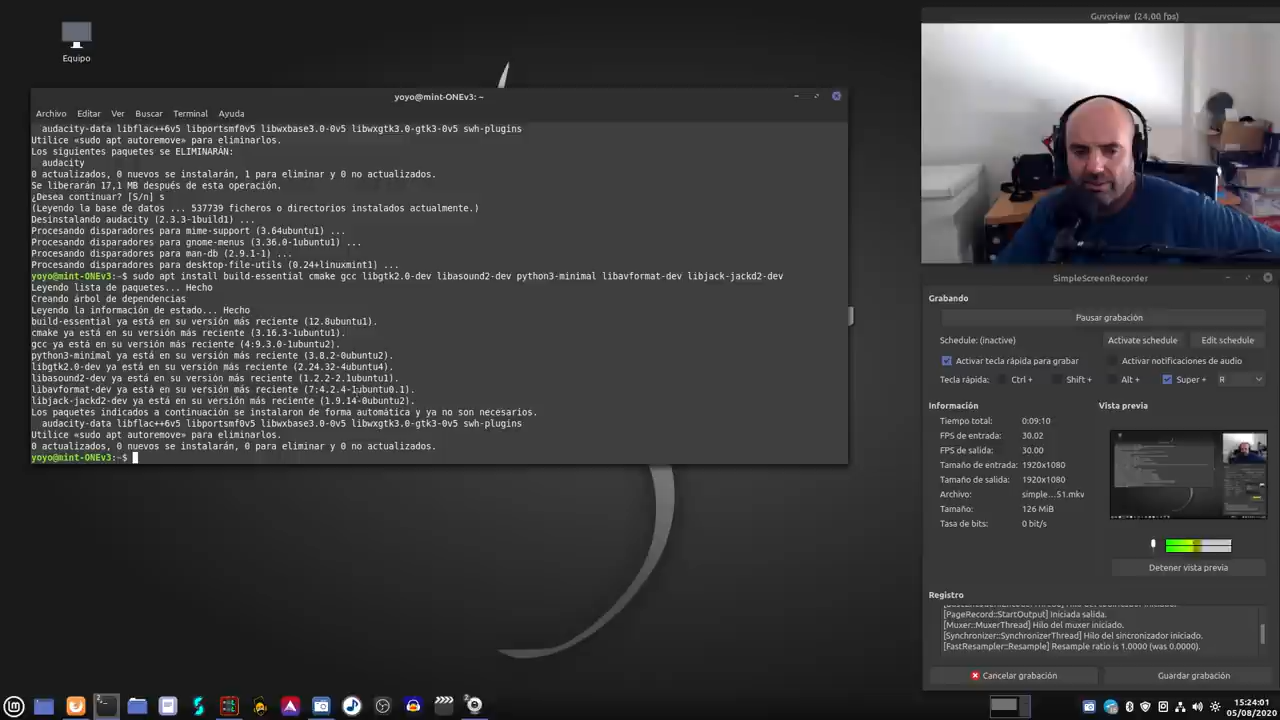 Guvcview (24,00 fps)
Equipo
yoyo@mint-ONEv3: ~
Archivo Editar Ver Buscar Terminal Ayuda
audacity-data libflac++6v5 libportsmf0v5 libwxbase3.0-0v5 libwxgtk3.0-gtk3-0v5 swh-plugins
Utilice «sudo apt autoremove» para eliminarlos.
Los siguientes paquetes se ELIMINARÁN:
audacity
0 actualizados, 0 nuevos se instalarán, 1 para eliminar y 0 no actualizados.
Se liberarán 17,1 MB después de esta operación.
¿Desea continuar? [S/n] s
(Leyendo la base de datos ... 537739 ficheros o directorios instalados actualmente.)
Desinstalando audacity (2.3.3-1build1) ...
Procesando disparadores para mime-support (3.64ubuntu1) ...
Procesando disparadores para gnome-menus (3.36.0-1ubuntu1) ...
Procesando disparadores para man-db (2.9.1-1) ...
Procesando disparadores para desktop-file-utils (0.24+linuxmint1) ...
yoyo@mint-ONEv3:~$ sudo apt install build-essential cmake gcc libgtk2.0-dev libasound2-dev python3-minimal libavformat-dev libjack-jackd2-dev
Leyendo lista de paquetes... Hecho
Creando árbol de dependencias
Leyendo la información de estado... Hecho
build-essential ya está en su versión más reciente (12.8ubuntu1).
cmake ya está en su versión más reciente (3.16.3-1ubuntu1).
gcc ya está en su versión más reciente (4:9.3.0-1ubuntu2).
python3-minimal ya está en su versión más reciente (3.8.2-0ubuntu2).
libgtk2.0-dev ya está en su versión más reciente (2.24.32-4ubuntu4).
libasound2-dev ya está en su versión más reciente (1.2.2-2.1ubuntu1).
libavformat-dev ya está en su versión más reciente (7:4.2.4-1ubuntu0.1).
libjack-jackd2-dev ya está en su versión más reciente (1.9.14-0ubuntu2).
Los paquetes indicados a continuación se instalaron de forma automática y ya no son necesarios.
audacity-data libflac++6v5 libportsmf0v5 libwxbase3.0-0v5 libwxgtk3.0-gtk3-0v5 swh-plugins
Utilice «sudo apt autoremove» para eliminarlos.
0 actualizados, 0 nuevos se instalarán, 0 para eliminar y 0 no actualizados.
yoyo@mint-ONEv3:~$
SimpleScreenRecorder
Grabando
Pausar grabación
Schedule: (inactive) Activate schedule Edit schedule
Activar tecla rápida para grabar Activar notificaciones de audio
Tecla rápida: Ctrl + Shift + Alt + Super + R
Información Vista previa
Tiempo total: 0:09:10
FPS de entrada: 30.02
FPS de salida: 30.00
Tamaño de entrada: 1920x1080
Tamaño de salida: 1920x1080
Archivo: simple…51.mkv
Tamaño: 126 MiB
Tasa de bits: 0 bit/s
Detener vista previa
Registro
[PageRecord::StartOutput] Iniciada salida.
[Muxer::MuxerThread] Hilo del muxer iniciado.
[Synchronizer::SynchronizerThread] Hilo del sincronizador iniciado.
[FastResampler::Resample] Resample ratio is 1.0000 (was 0.0000).
Cancelar grabación Guardar grabación
15:24:01
05/08/2020